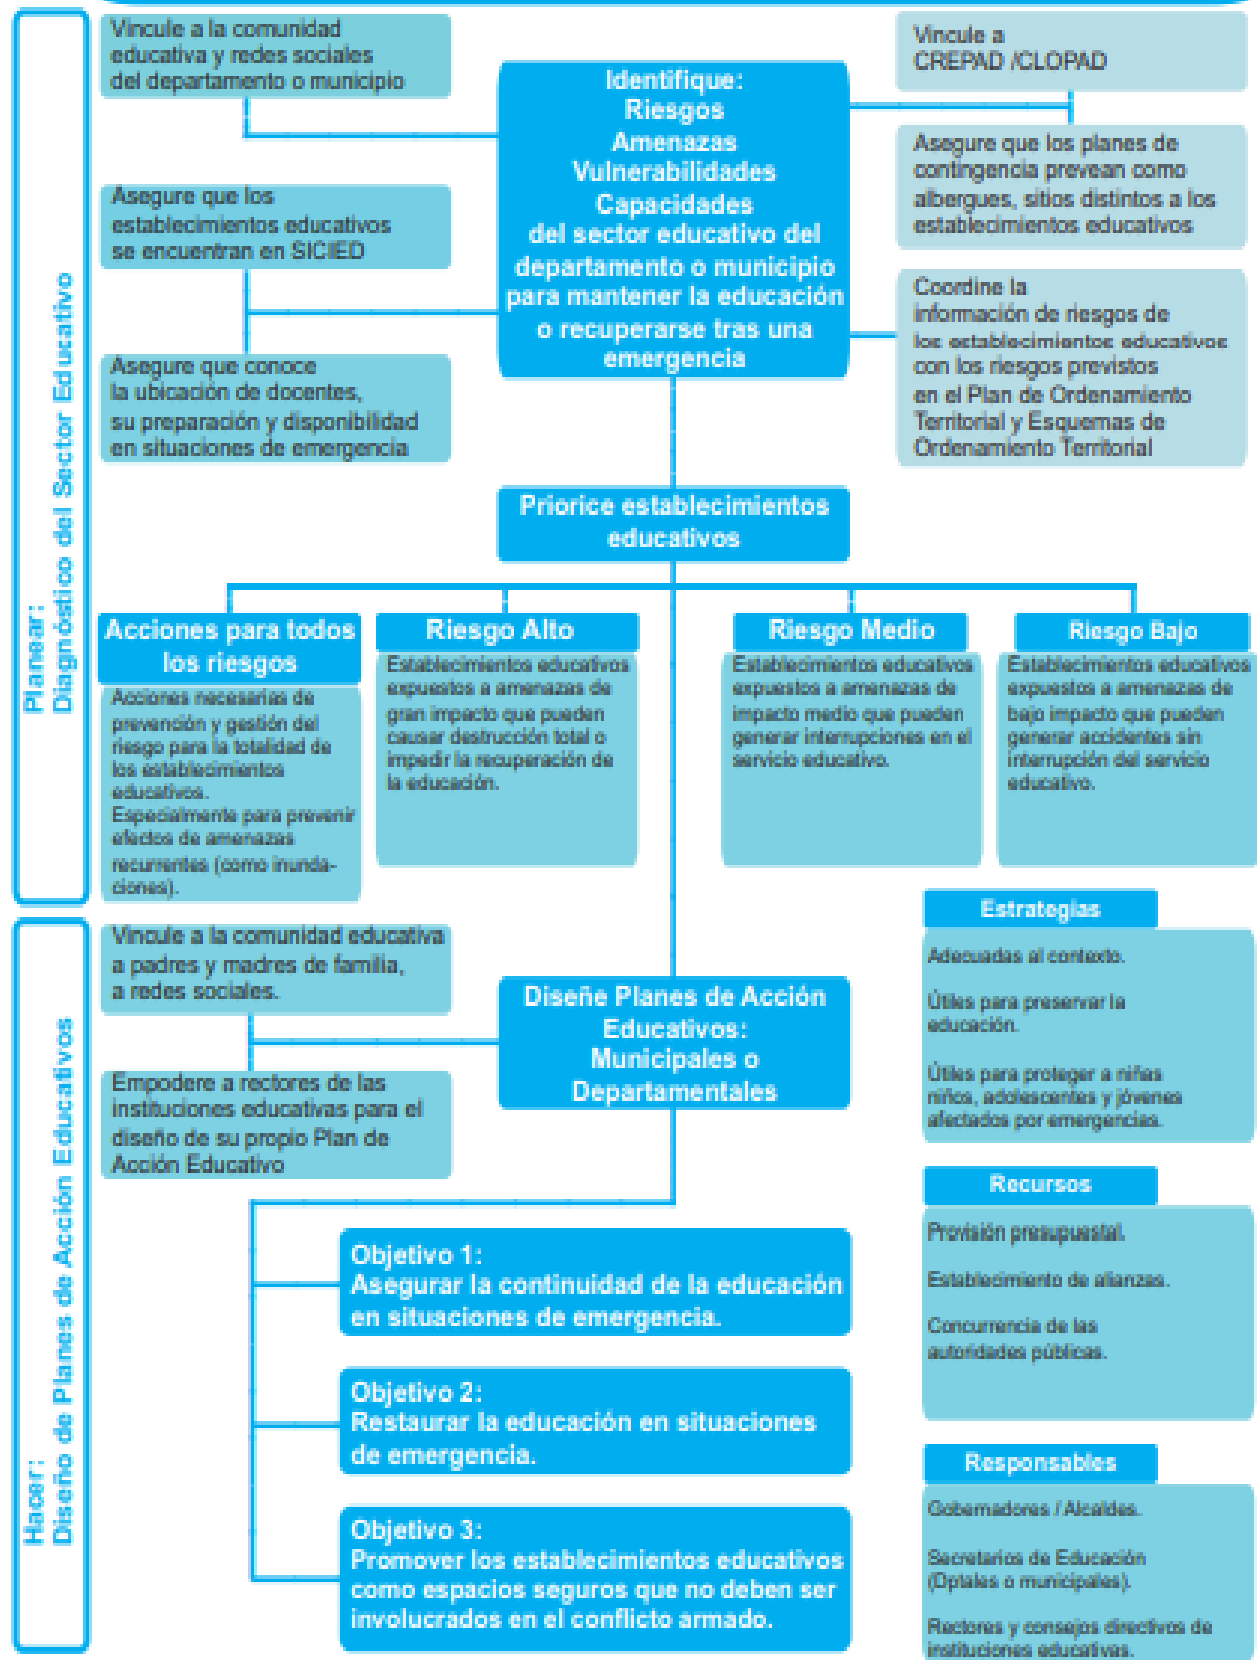 Planear:
Diagnóstico del Sector Educativo
Vincule a la comunidad
educativa y redes sociales
del departamento o municipio
Asegure que los
establecimientos educativos
se encuentran en SICIED
Asegure que conoce
la ubicación de docentes,
su preparación y disponibilidad
en situaciones de emergencia
Identifique:
Riesgos
Amenazas
Vulnerabilidades
Capacidades
del sector educativo del
departamento o municipio
para mantener la educación
o recuperarse tras una
emergencia
Vincule a
CREPAD /CLOPAD
Asegure que los planes de
contingencia prevean como
albergues, sitios distintos a los
establecimientos educativos
Coordine la
información de riesgos de
los establecimientos educativos
con los riesgos previstos
en el Plan de Ordenamiento
Territorial y Esquemas de
Ordenamiento Territorial
Priorice establecimientos
educativos
Acciones para todos
los riesgos
Acciones necesarias de
prevención y gestión del
riesgo para la totalidad de
los establecimientos
educativos.
Especialmente para prevenir
efectos de amenazas
recurrentes (como inunda-
ciones).
Riesgo Alto
Establecimientos educativos
expuestos a amenazas de
gran impacto que pueden
causar destrucción total o
impedir la recuperación de
la educación.
Riesgo Medio
Establecimientos educativos
expuestos a amenazas de
impacto medio que pueden
generar interrupciones en el
servicio educativo.
Riesgo Bajo
Establecimientos educativos
expuestos a amenazas de
bajo impacto que pueden
generar accidentes sin
interrupción del servicio
educativo.
Hacer:
Diseño de Planes de Acción Educativos
Vincule a la comunidad educativa
a padres y madres de familia,
a redes sociales.
Empodere a rectores de las
instituciones educativas para el
diseño de su propio Plan de
Acción Educativo
Diseñe Planes de Acción
Educativos:
Municipales o
Departamentales
Objetivo 1:
Asegurar la continuidad de la educación
en situaciones de emergencia.
Objetivo 2:
Restaurar la educación en situaciones
de emergencia.
Objetivo 3:
Promover los establecimientos educativos
como espacios seguros que no deben ser
involucrados en el conflicto armado.
Estrategias
Adecuadas al contexto.
Útiles para preservar la
educación.
Útiles para proteger a niñas
niños, adolescentes y jóvenes
afectados por emergencias.
Recursos
Provisión presupuestal.
Establecimiento de alianzas.
Concurrencia de las
autoridades públicas.
Responsables
Gobernadores / Alcaldes.
Secretarios de Educación
(Dptales o municipales).
Rectores y consejos directivos de
instituciones educativas.